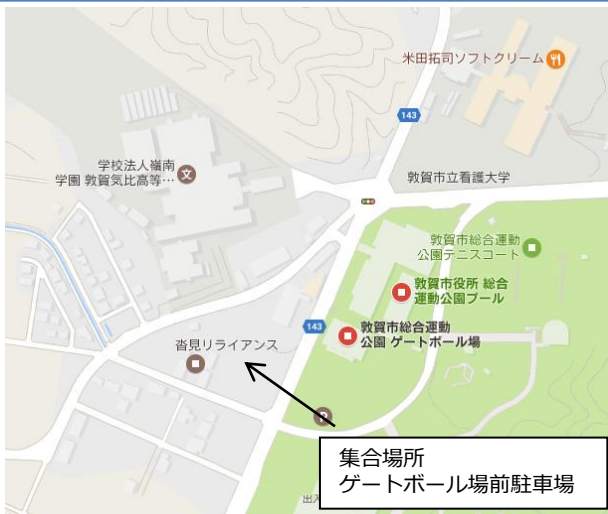 米田拓司ソフトクリーム
143
学校法人嶺南
学園 敦賀気比高等…
文
敦賀市立看護大学
敦賀市総合運動
公園テニスコート
敦賀市役所 総合
運動公園プール
143
敦賀市総合運動
公園 ゲートボール場
沓見リライアンス
P
集合場所
ゲートボール場前駐車場